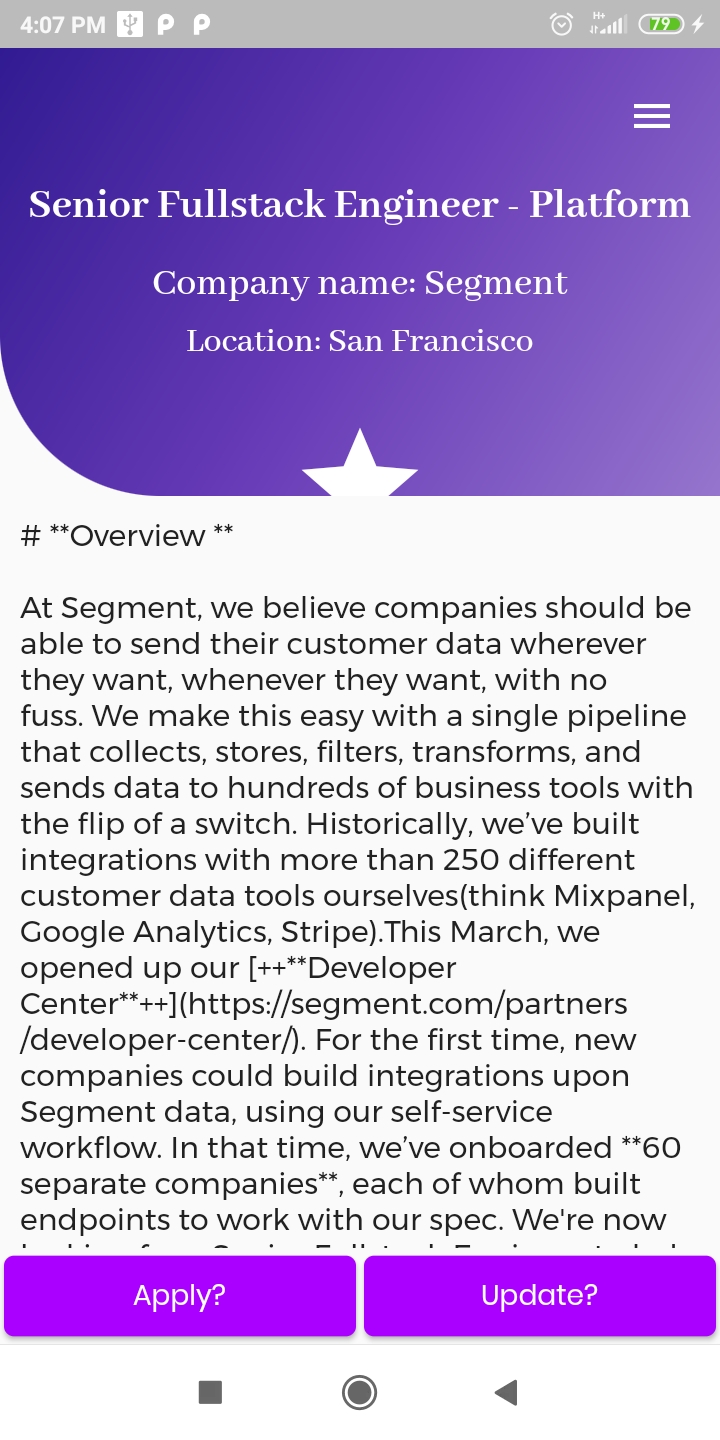 4:07 PM
H+
79
Senior Fullstack Engineer - Platform
Company name: Segment
Location: San Francisco
# **Overview **
At Segment, we believe companies should be
able to send their customer data wherever
they want, whenever they want, with no
fuss. We make this easy with a single pipeline
that collects, stores, filters, transforms, and
sends data to hundreds of business tools with
the flip of a switch. Historically, we’ve built
integrations with more than 250 different
customer data tools ourselves(think Mixpanel,
Google Analytics, Stripe).This March, we
opened up our [++**Developer
Center**++](https://segment.com/partners
/developer-center/). For the first time, new
companies could build integrations upon
Segment data, using our self-service
workflow. In that time, we’ve onboarded **60
separate companies**, each of whom built
endpoints to work with our spec. We're now
Apply?
Update?